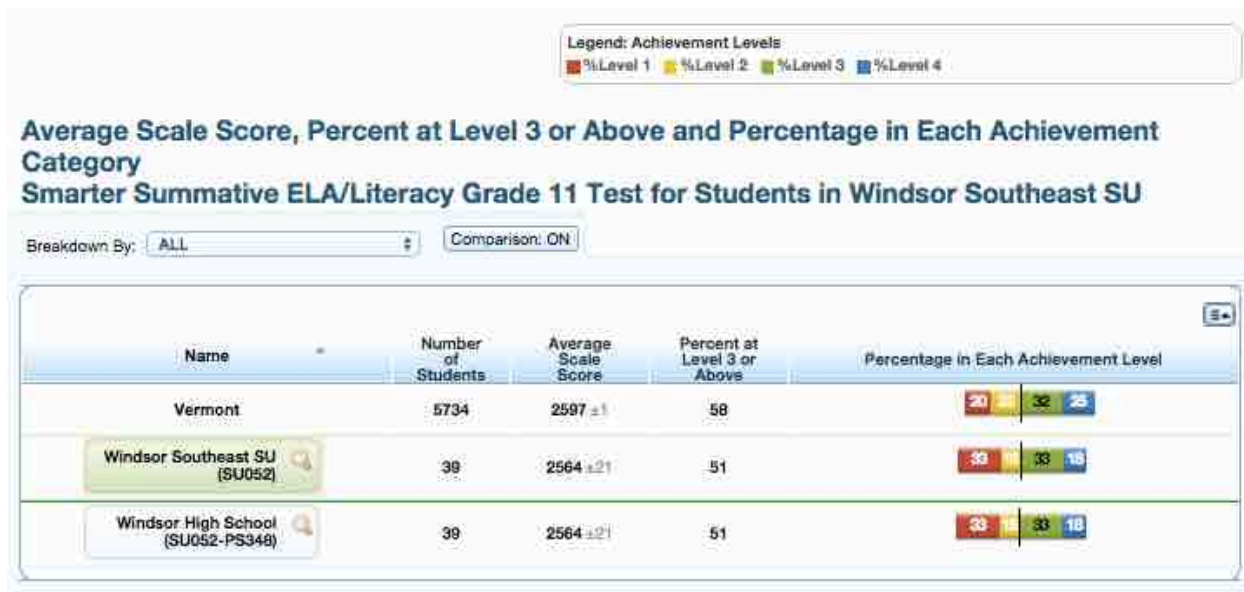 Legend: Achievement Levels
%Level 1 %Level 2 %Level 3 %Level 4
Average Scale Score, Percent at Level 3 or Above and Percentage in Each Achievement
Category
Smarter Summative ELA/Literacy Grade 11 Test for Students in Windsor Southeast SU
Breakdown By: ALL Comparison: ON
Name Number of Students Average Scale Score Percent at Level 3 or Above Percentage in Each Achievement Level
Vermont 5734 2597 ±1 58 20 32 25
Windsor Southeast SU (SU052) 39 2564 ±21 51 33 33 18
Windsor High School (SU052-PS348) 39 2564 ±21 51 33 33 18